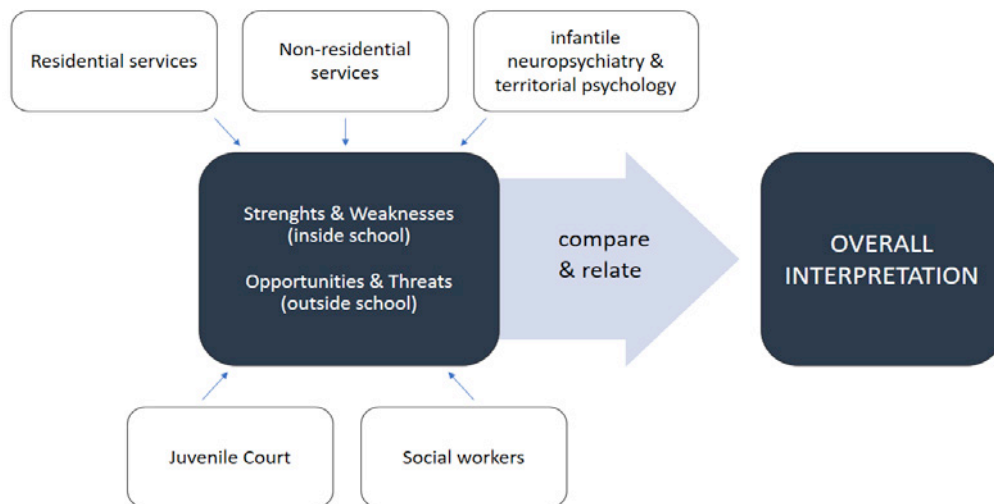 Residential services
Non-residential
services
infantile
neuropsychiatry &
territorial psychology
Strenghts & Weaknesses
(inside school)
Opportunities & Threats
(outside school)
compare
& relate
OVERALL
INTERPRETATION
Juvenile Court
Social workers